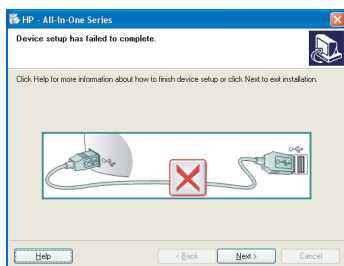 HP - All-In-One Series
Device setup has failed to complete.
Click Help for more information about how to finish device setup or click Next to exit installation.
Help
< Back
Next >
Cancel